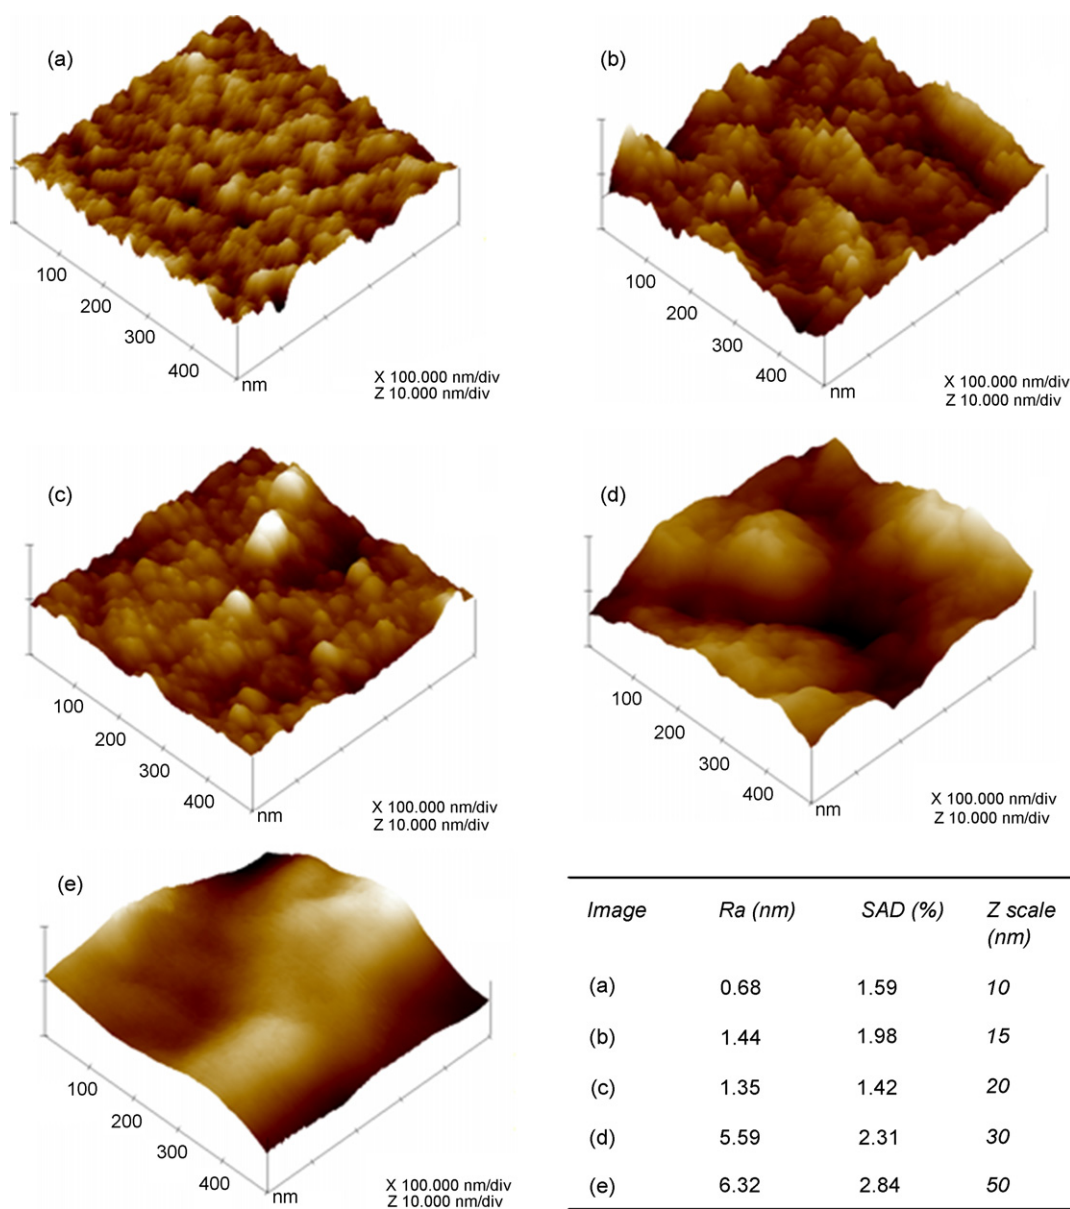 (a)
100
200
300
400
nm
X 100.000 nm/div
Z 10.000 nm/div
(b)
100
200
300
400
nm
X 100.000 nm/div
Z 10.000 nm/div
(c)
100
200
300
400
nm
X 100.000 nm/div
Z 10.000 nm/div
(d)
100
200
300
400
nm
X 100.000 nm/div
Z 10.000 nm/div
(e)
100
200
300
400
nm
X 100.000 nm/div
Z 10.000 nm/div
Image Ra (nm) SAD (%) Z scale
(nm)
(a) 0.68 1.59 10
(b) 1.44 1.98 15
(c) 1.35 1.42 20
(d) 5.59 2.31 30
(e) 6.32 2.84 50